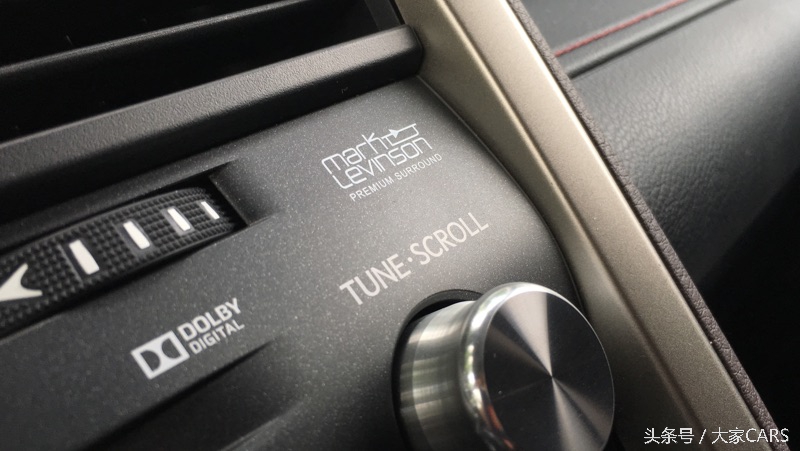 mark
Levinson
PREMIUM SURROUND
TUNE·SCROLL
DOLBY
DIGITAL
头条号 / 大家CARS